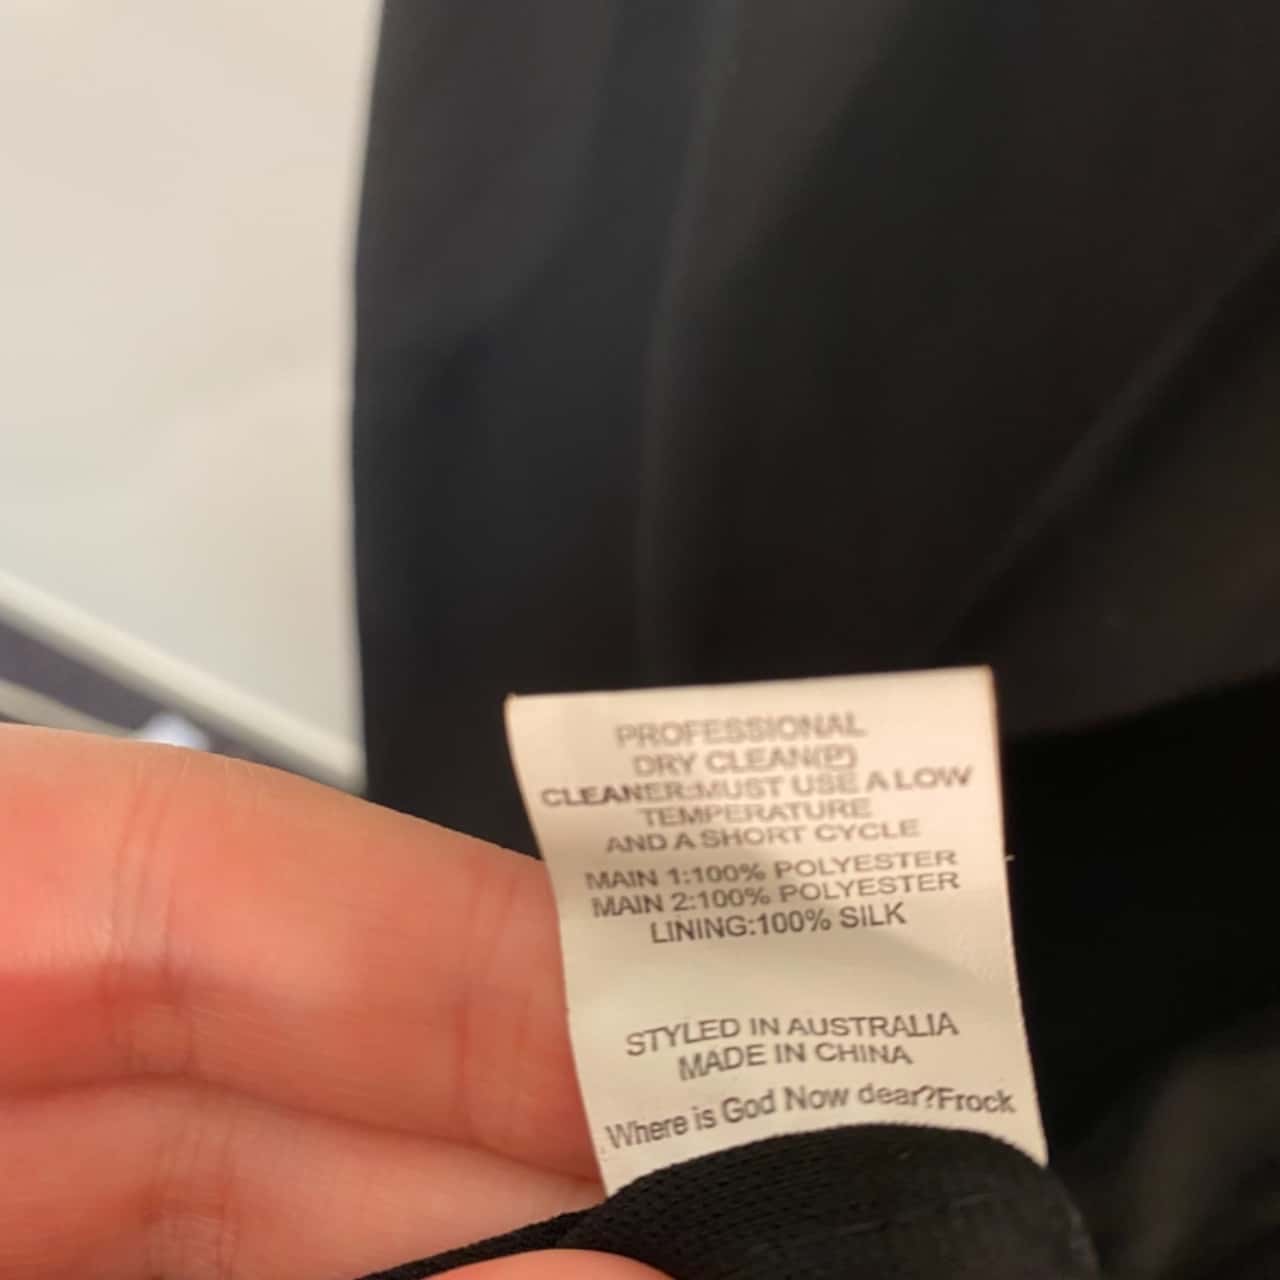 PROFESSIONAL
DRY CLEAN(P)
CLEANER:MUST USE A LOW
TEMPERATURE
AND A SHORT CYCLE
MAIN 1:100% POLYESTER
MAIN 2:100% POLYESTER
LINING:100% SILK
STYLED IN AUSTRALIA
MADE IN CHINA
Where is God Now dear?Frock